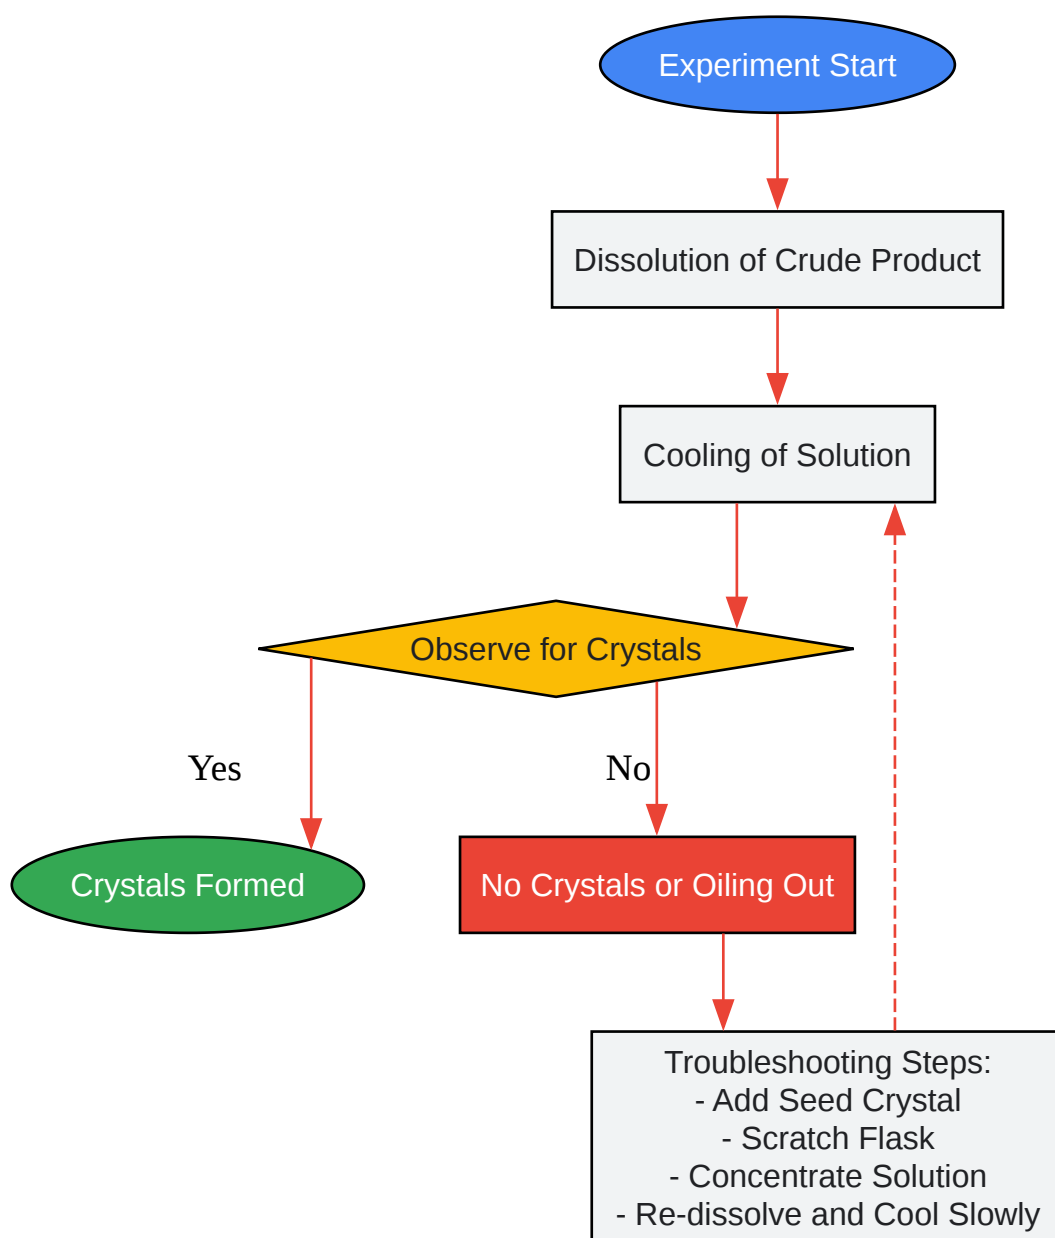 Experiment Start
Dissolution of Crude Product
Cooling of Solution
Observe for Crystals
Yes
No
Crystals Formed
No Crystals or Oiling Out
Troubleshooting Steps:
- Add Seed Crystal
- Scratch Flask
- Concentrate Solution
- Re-dissolve and Cool Slowly